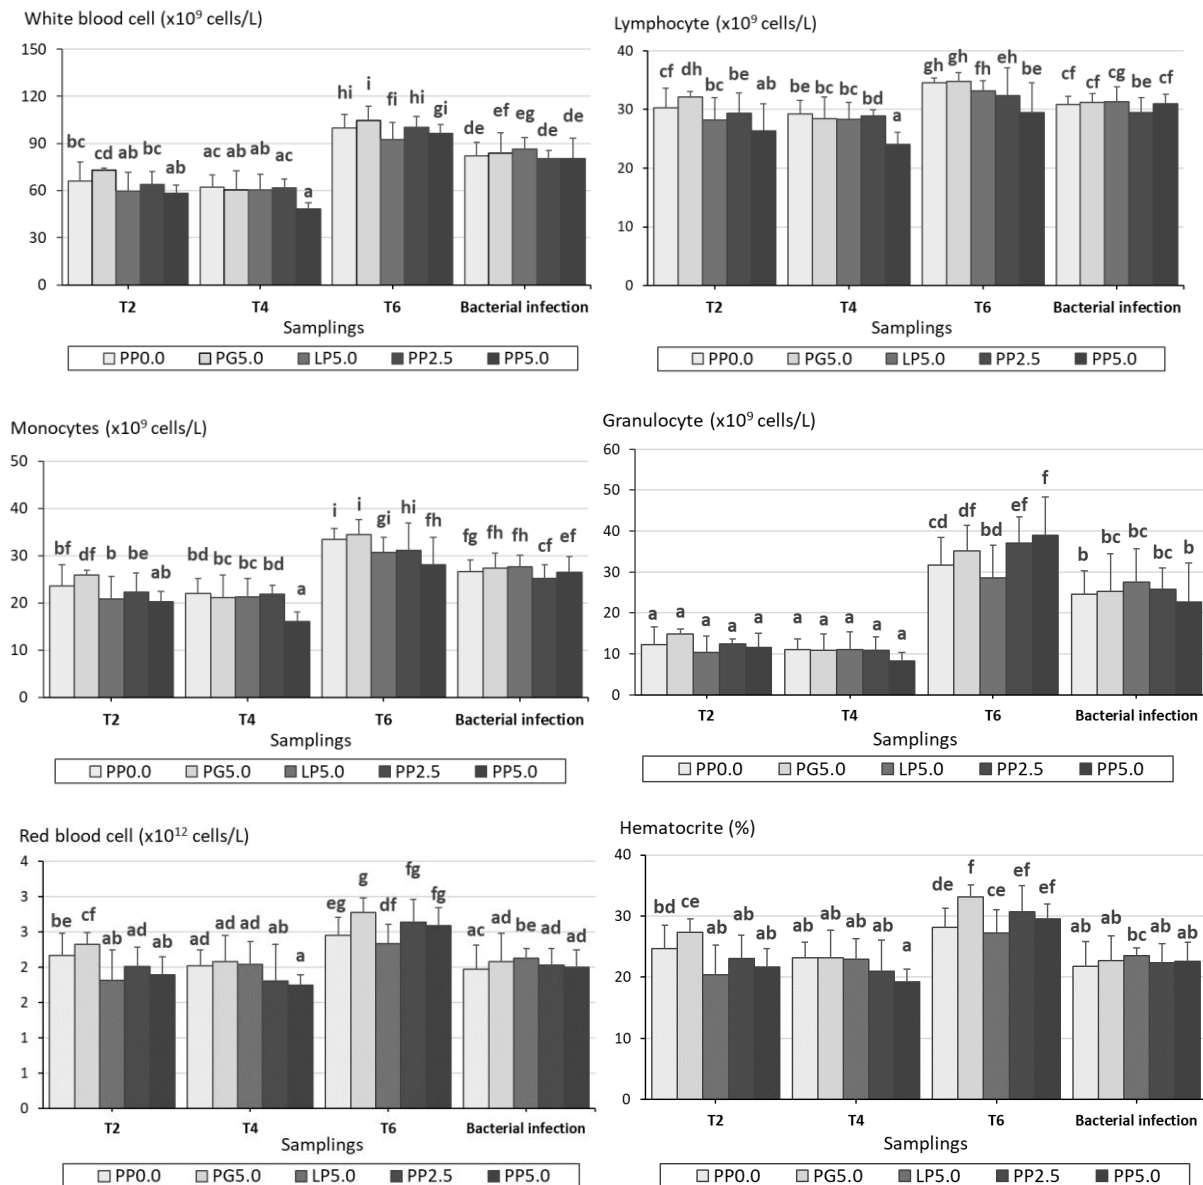 White blood cell (x10⁹ cells/L)
150
120
90
60
30
0
bc cd ab bc ab
ac ab ab ac a
hi i fi hi gi
de ef eg de de
T2 T4 T6 Bacterial infection
Samplings
PP0.0 PG5.0 LP5.0 PP2.5 PP5.0
Lymphocyte (x10⁹ cells/L)
40
30
20
10
0
cf dh bc be ab
be bc bc bd a
gh gh fh eh be
cf cf cg be cf
T2 T4 T6 Bacterial infection
Samplings
PP0.0 PG5.0 LP5.0 PP2.5 PP5.0
Monocytes (x10⁹ cells/L)
50
40
30
20
10
0
bf df b be ab
bd bc bc bd a
i i gi hi fh
fg fh fh cf ef
T2 T4 T6 Bacterial infection
Samplings
PP0.0 PG5.0 LP5.0 PP2.5 PP5.0
Granulocyte (x10⁹ cells/L)
60
50
40
30
20
10
0
a a a a a
a a a a a
cd df bd ef f
b bc bc bc b
T2 T4 T6 Bacterial infection
Samplings
PP0.0 PG5.0 LP5.0 PP2.5 PP5.0
Red blood cell (x10¹² cells/L)
4
3
3
2
2
1
1
0
be cf ab ad ab
ad ad ad ab a
eg g df fg fg
ac ad be ad ad
T2 T4 T6 Bacterial infection
Samplings
PP0.0 PG5.0 LP5.0 PP2.5 PP5.0
Hematocrite (%)
40
30
20
10
0
bd ce ab ab ab
ab ab ab ab a
de f ce ef ef
ab ab bc ab ab
T2 T4 T6 Bacterial infection
Samplings
PP0.0 PG5.0 LP5.0 PP2.5 PP5.0